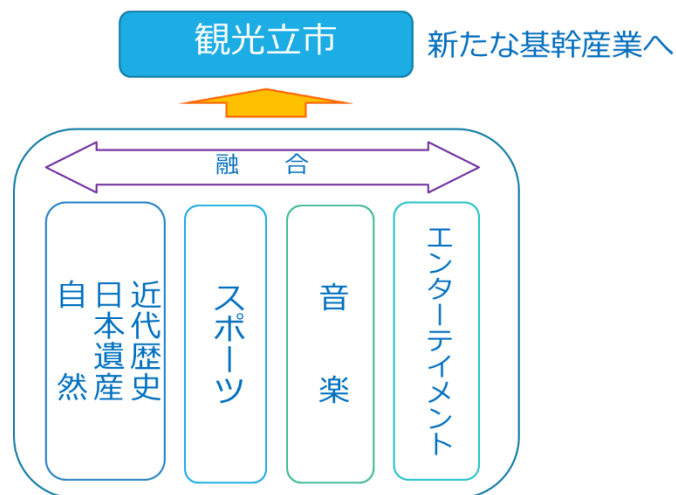 観光立市
新たな基幹産業へ
融合
近代歴史
日本遺産
自然
スポーツ
音楽
エンターテイメント